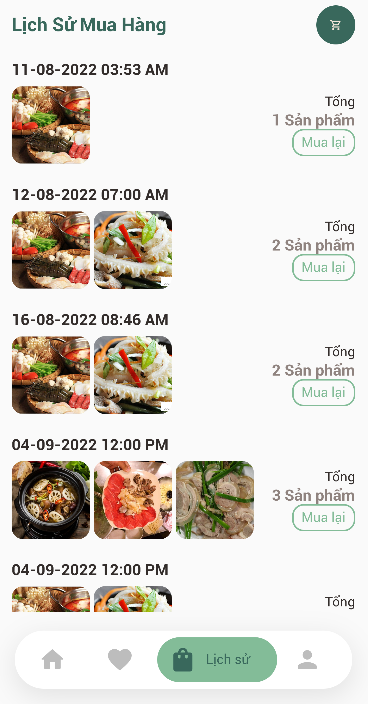 Lịch Sử Mua Hàng
11-08-2022 03:53 AM
Tổng
1 Sản phẩm
Mua lại
12-08-2022 07:00 AM
Tổng
2 Sản phẩm
Mua lại
16-08-2022 08:46 AM
Tổng
2 Sản phẩm
Mua lại
04-09-2022 12:00 PM
Tổng
3 Sản phẩm
Mua lại
04-09-2022 12:00 PM
Tổng
Lịch sử